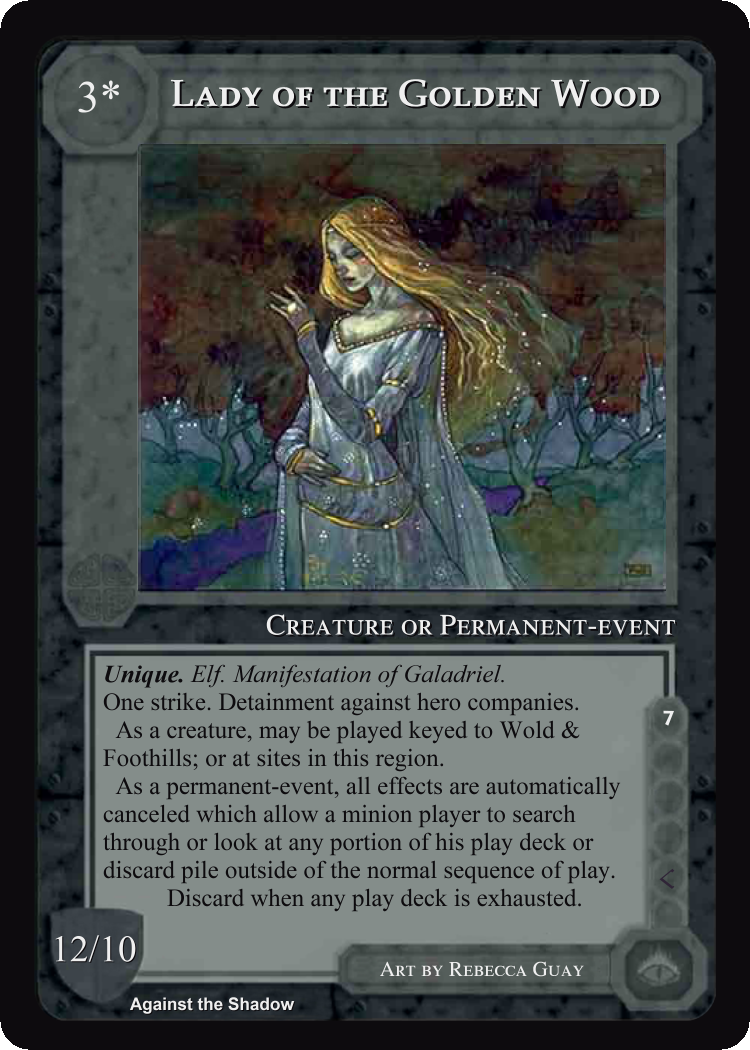 3*
Lady of the Golden Wood
Creature or Permanent-event
Unique. Elf. Manifestation of Galadriel.
One strike. Detainment against hero companies.
As a creature, may be played keyed to Wold &
Foothills; or at sites in this region.
As a permanent-event, all effects are automatically
canceled which allow a minion player to search
through or look at any portion of his play deck or
discard pile outside of the normal sequence of play.
Discard when any play deck is exhausted.
7
12/10
Art by Rebecca Guay
Against the Shadow